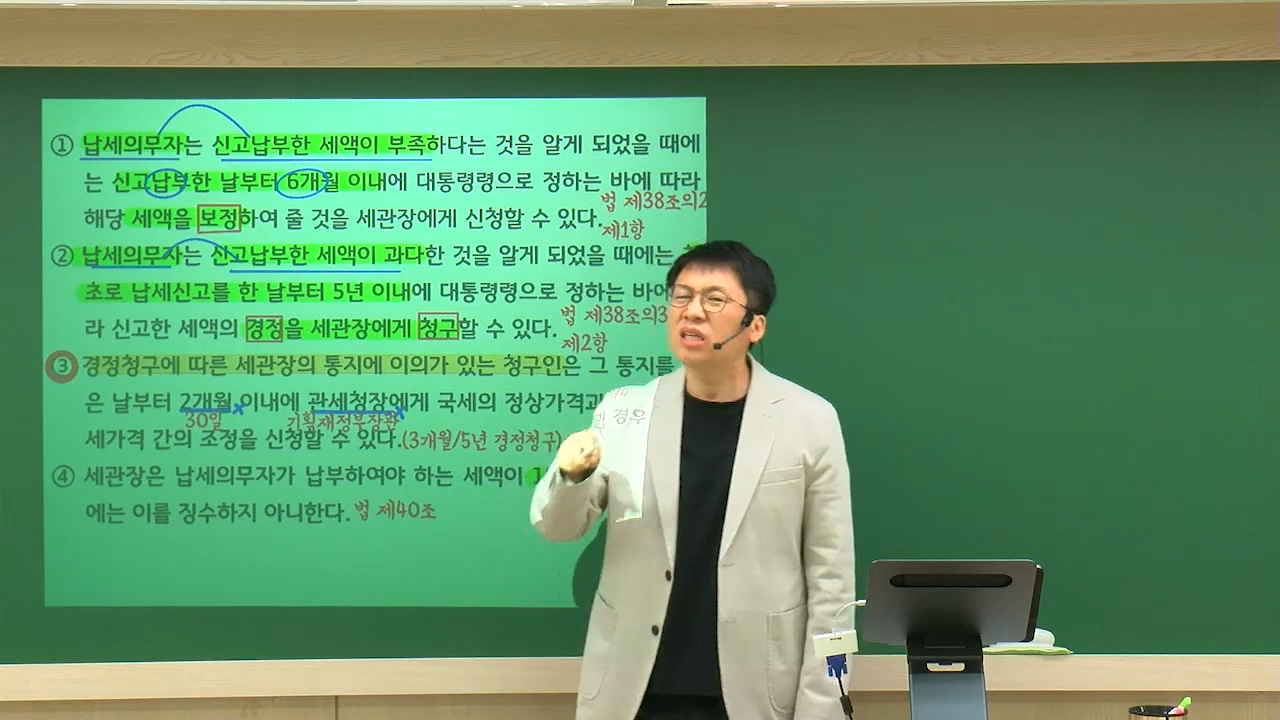 ① 납세의무자는 신고납부한 세액이 부족하다는 것을 알게 되었을 때에
는 신고납부한 날부터 6개월 이내에 대통령령으로 정하는 바에 따라
해당 세액을 보정하여 줄 것을 세관장에게 신청할 수 있다. 법 제38조의2
제1항
② 납세의무자는 신고납부한 세액이 과다한 것을 알게 되었을 때에는
초로 납세신고를 한 날부터 5년 이내에 대통령령으로 정하는 바에
라 신고한 세액의 경정을 세관장에게 청구할 수 있다. 법 제38조의3
제2항
③ 경정청구에 따른 세관장의 통지에 이의가 있는 청구인은 그 통지를
은 날부터 2개월 이내에 관세청장에게 국세의 정상가격과
30일 기획재정부장관
세가격 간의 조정을 신청할 수 있다. (3개월/5년 경정청구)
경우
④ 세관장은 납세의무자가 납부하여야 하는 세액이 1
에는 이를 징수하지 아니한다. 법 제40조